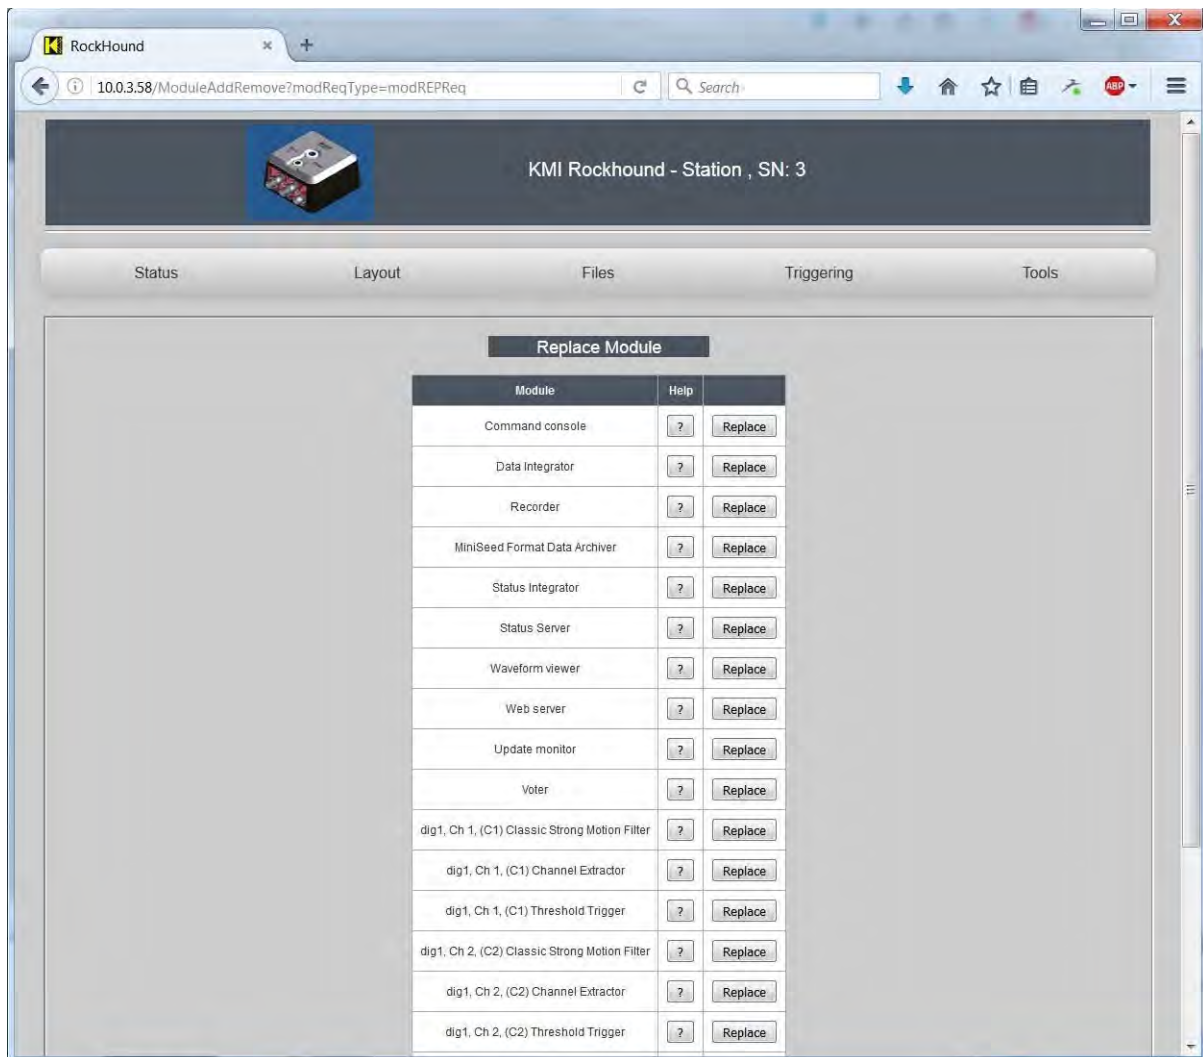 RockHound
10.0.3.58/ModuleAddRemove?modReqType=modREPReq
Search
ABP
KMI Rockhound - Station , SN: 3
Status Layout Files Triggering Tools
Replace Module
Module Help
Command console ? Replace
Data Integrator ? Replace
Recorder ? Replace
MiniSeed Format Data Archiver ? Replace
Status Integrator ? Replace
Status Server ? Replace
Waveform viewer ? Replace
Web server ? Replace
Update monitor ? Replace
Voter ? Replace
dig1, Ch 1, (C1) Classic Strong Motion Filter ? Replace
dig1, Ch 1, (C1) Channel Extractor ? Replace
dig1, Ch 1, (C1) Threshold Trigger ? Replace
dig1, Ch 2, (C2) Classic Strong Motion Filter ? Replace
dig1, Ch 2, (C2) Channel Extractor ? Replace
dig1, Ch 2, (C2) Threshold Trigger ? Replace